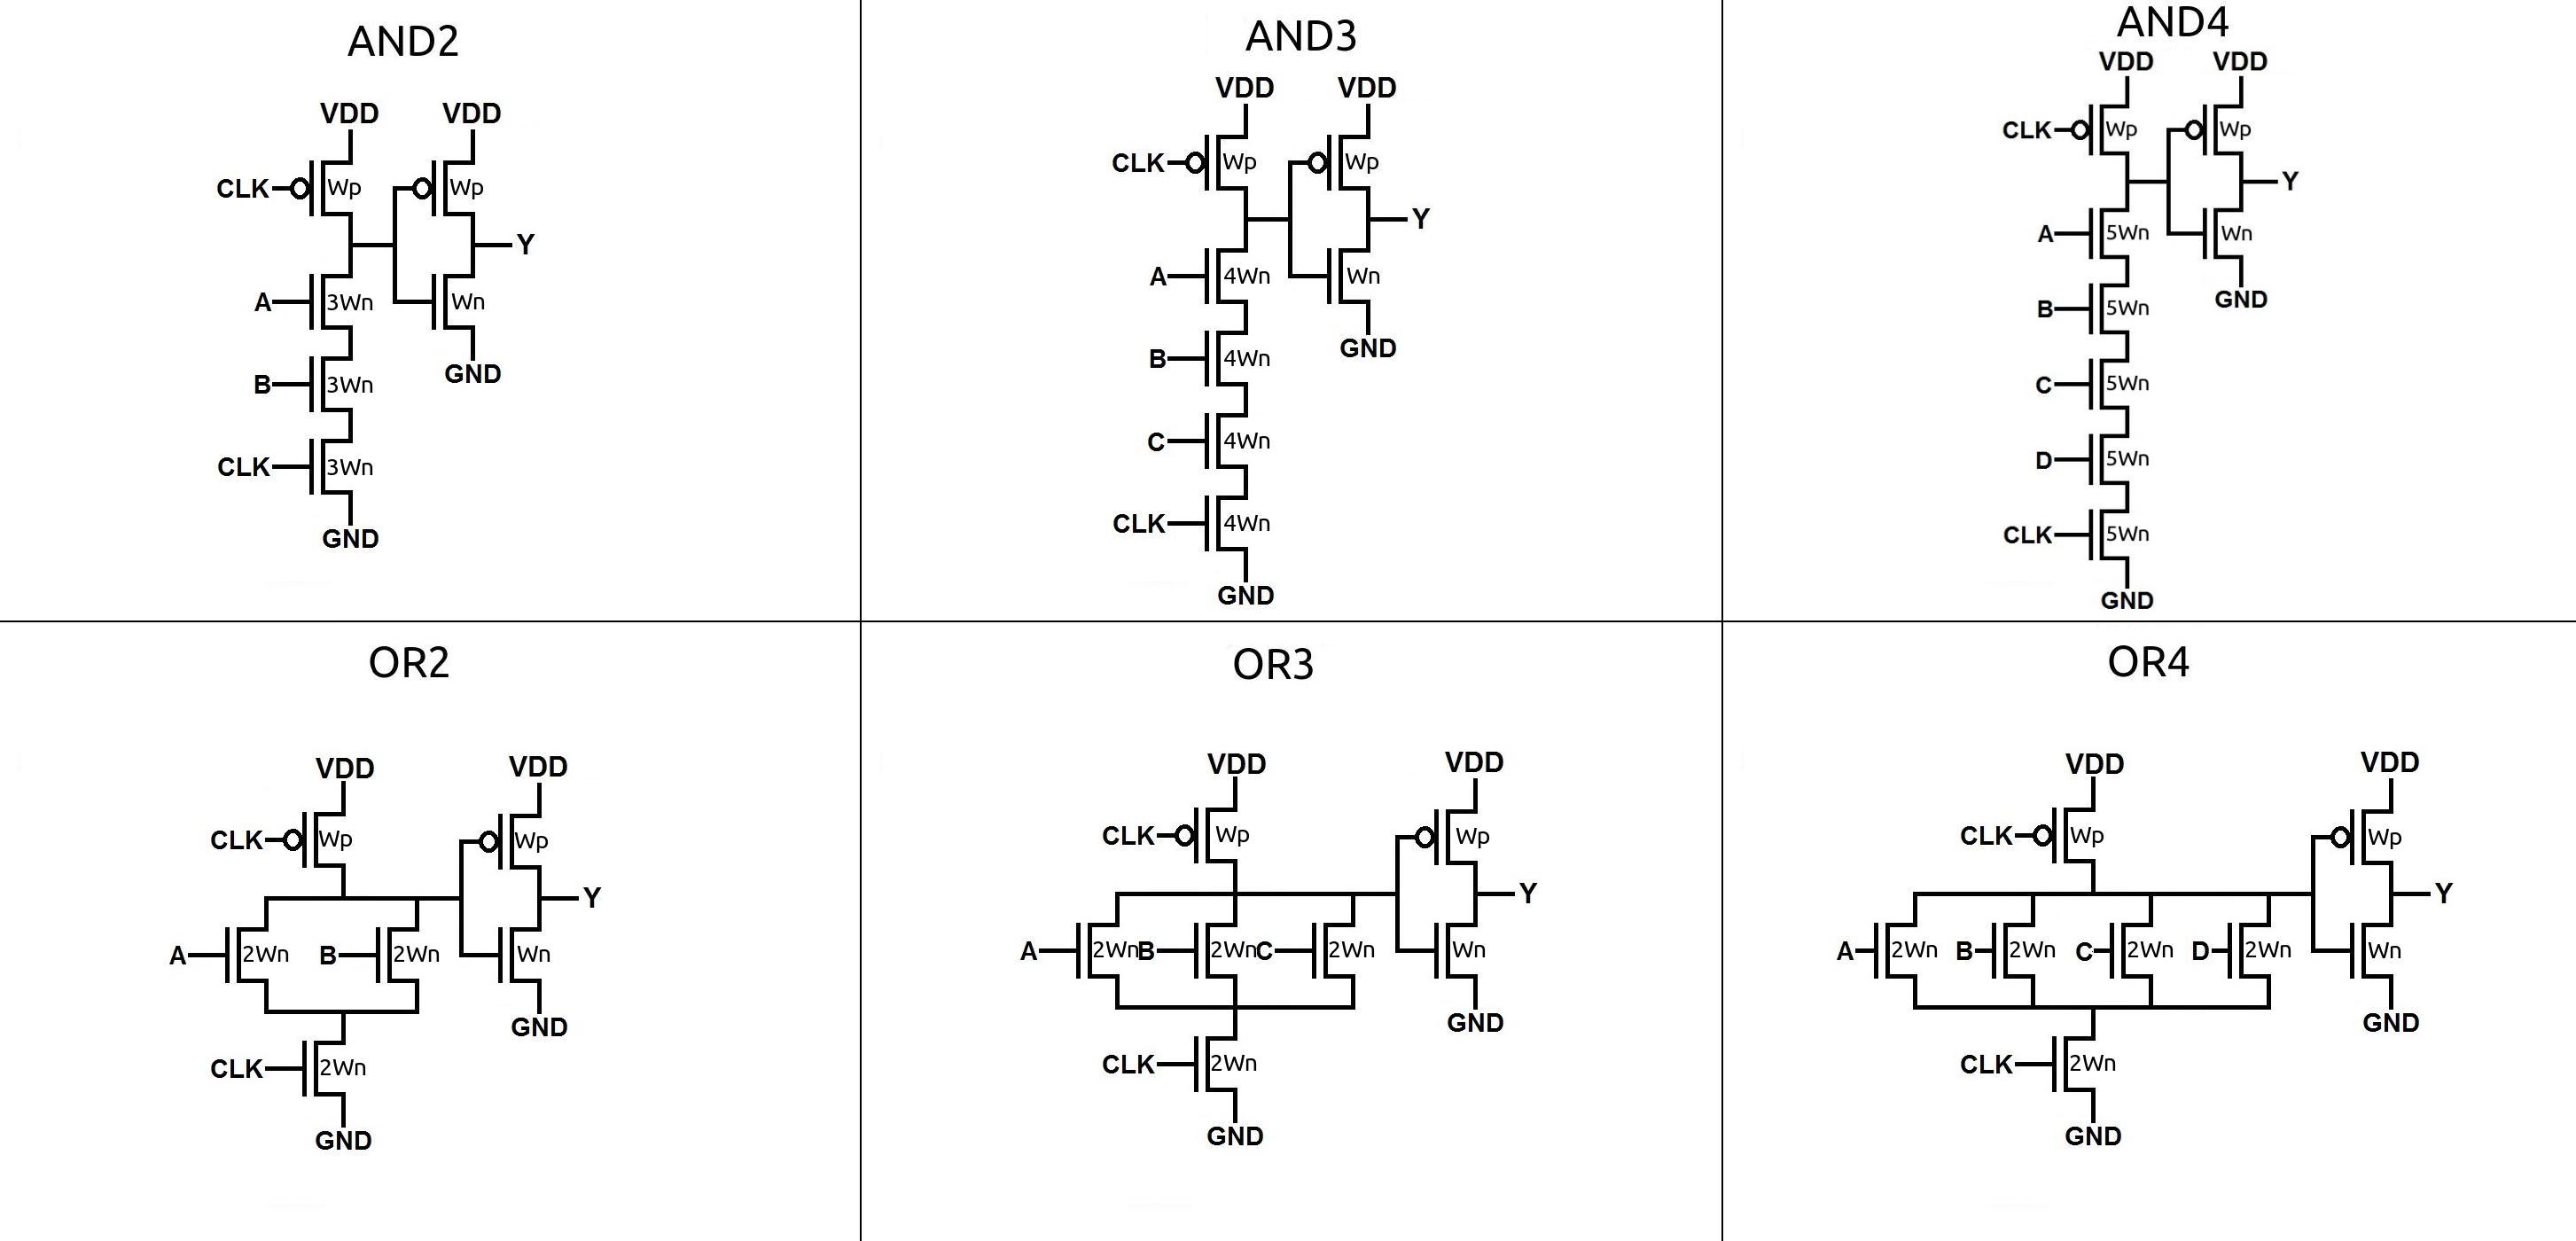 AND2
VDD VDD
CLK Wp Wp
Y
A 3Wn Wn
GND
B 3Wn
CLK 3Wn
GND
AND3
VDD VDD
CLK Wp Wp
Y
A 4Wn Wn
GND
B 4Wn
C 4Wn
CLK 4Wn
GND
AND4
VDD VDD
CLK Wp Wp
Y
A 5Wn Wn
GND
B 5Wn
C 5Wn
D 5Wn
CLK 5Wn
GND
OR2
VDD VDD
CLK Wp Wp
Y
A 2Wn B 2Wn Wn
GND
CLK 2Wn
GND
OR3
VDD VDD
CLK Wp Wp
Y
A 2Wn B 2Wn C 2Wn Wn
GND
CLK 2Wn
GND
OR4
VDD VDD
CLK Wp Wp
Y
A 2Wn B 2Wn C 2Wn D 2Wn Wn
GND
CLK 2Wn
GND